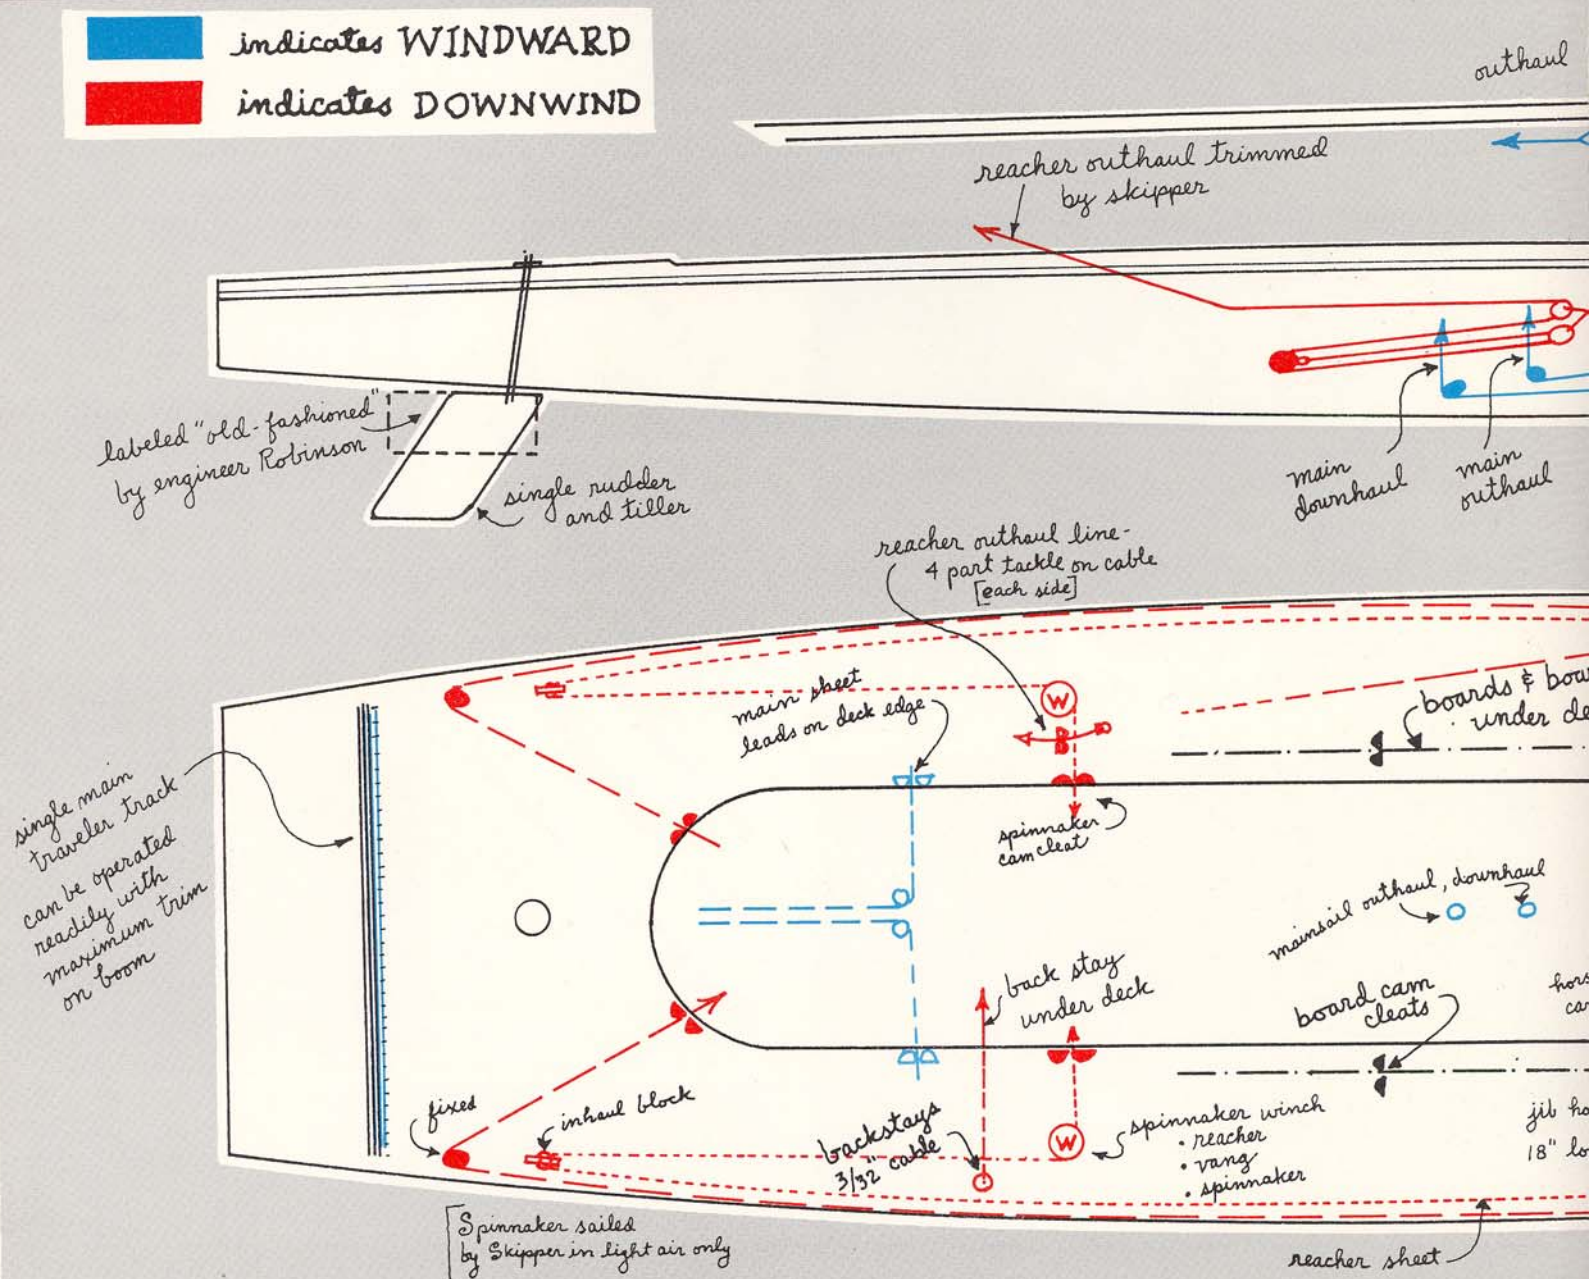 indicates WINDWARD
indicates DOWNWIND
outhaul
reacher outhaul trimmed
by skipper
labeled "old-fashioned"
by engineer Robinson
single rudder
and tiller
main
downhaul
main
outhaul
reacher outhaul line-
4 part tackle on cable
[each side]
main sheet
leads on deck edge
W
boards &
under
spinnaker
cam cleat
single main
traveler track
can be operated
readily with
maximum trim
on boom
mainsail outhaul, downhaul
back stay
under deck
board cam
cleats
fixed
inhaul block
backstays
3/32" cable
W
spinnaker winch
• reacher
• vang
• spinnaker
jib
18"
Spinnaker sailed
by Skipper in light air only
reacher sheet